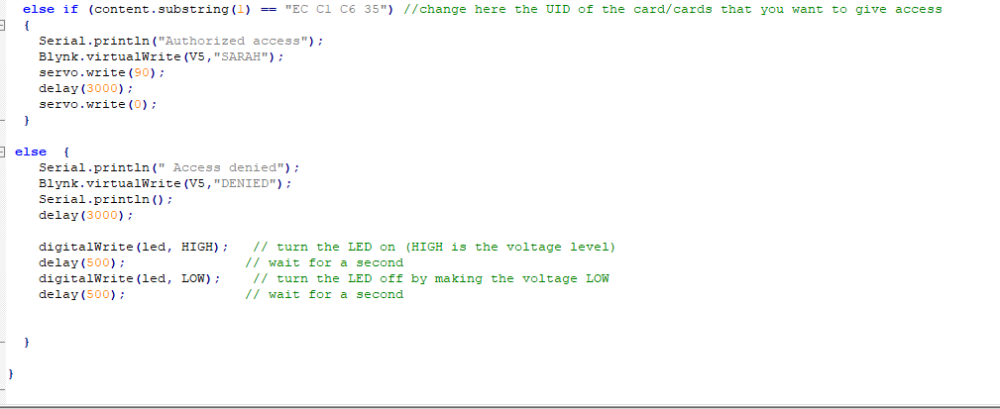 else if (content.substring(1) == "EC C1 C6 35") //change here the UID of the card/cards that you want to give access
{
Serial.println("Authorized access");
Blynk.virtualWrite(V5,"SARAH");
servo.write(90);
delay(3000);
servo.write(0);
}
else {
Serial.println(" Access denied");
Blynk.virtualWrite(V5,"DENIED");
Serial.println();
delay(3000);
digitalWrite(led, HIGH); // turn the LED on (HIGH is the voltage level)
delay(500); // wait for a second
digitalWrite(led, LOW); // turn the LED off by making the voltage LOW
delay(500); // wait for a second
}
}